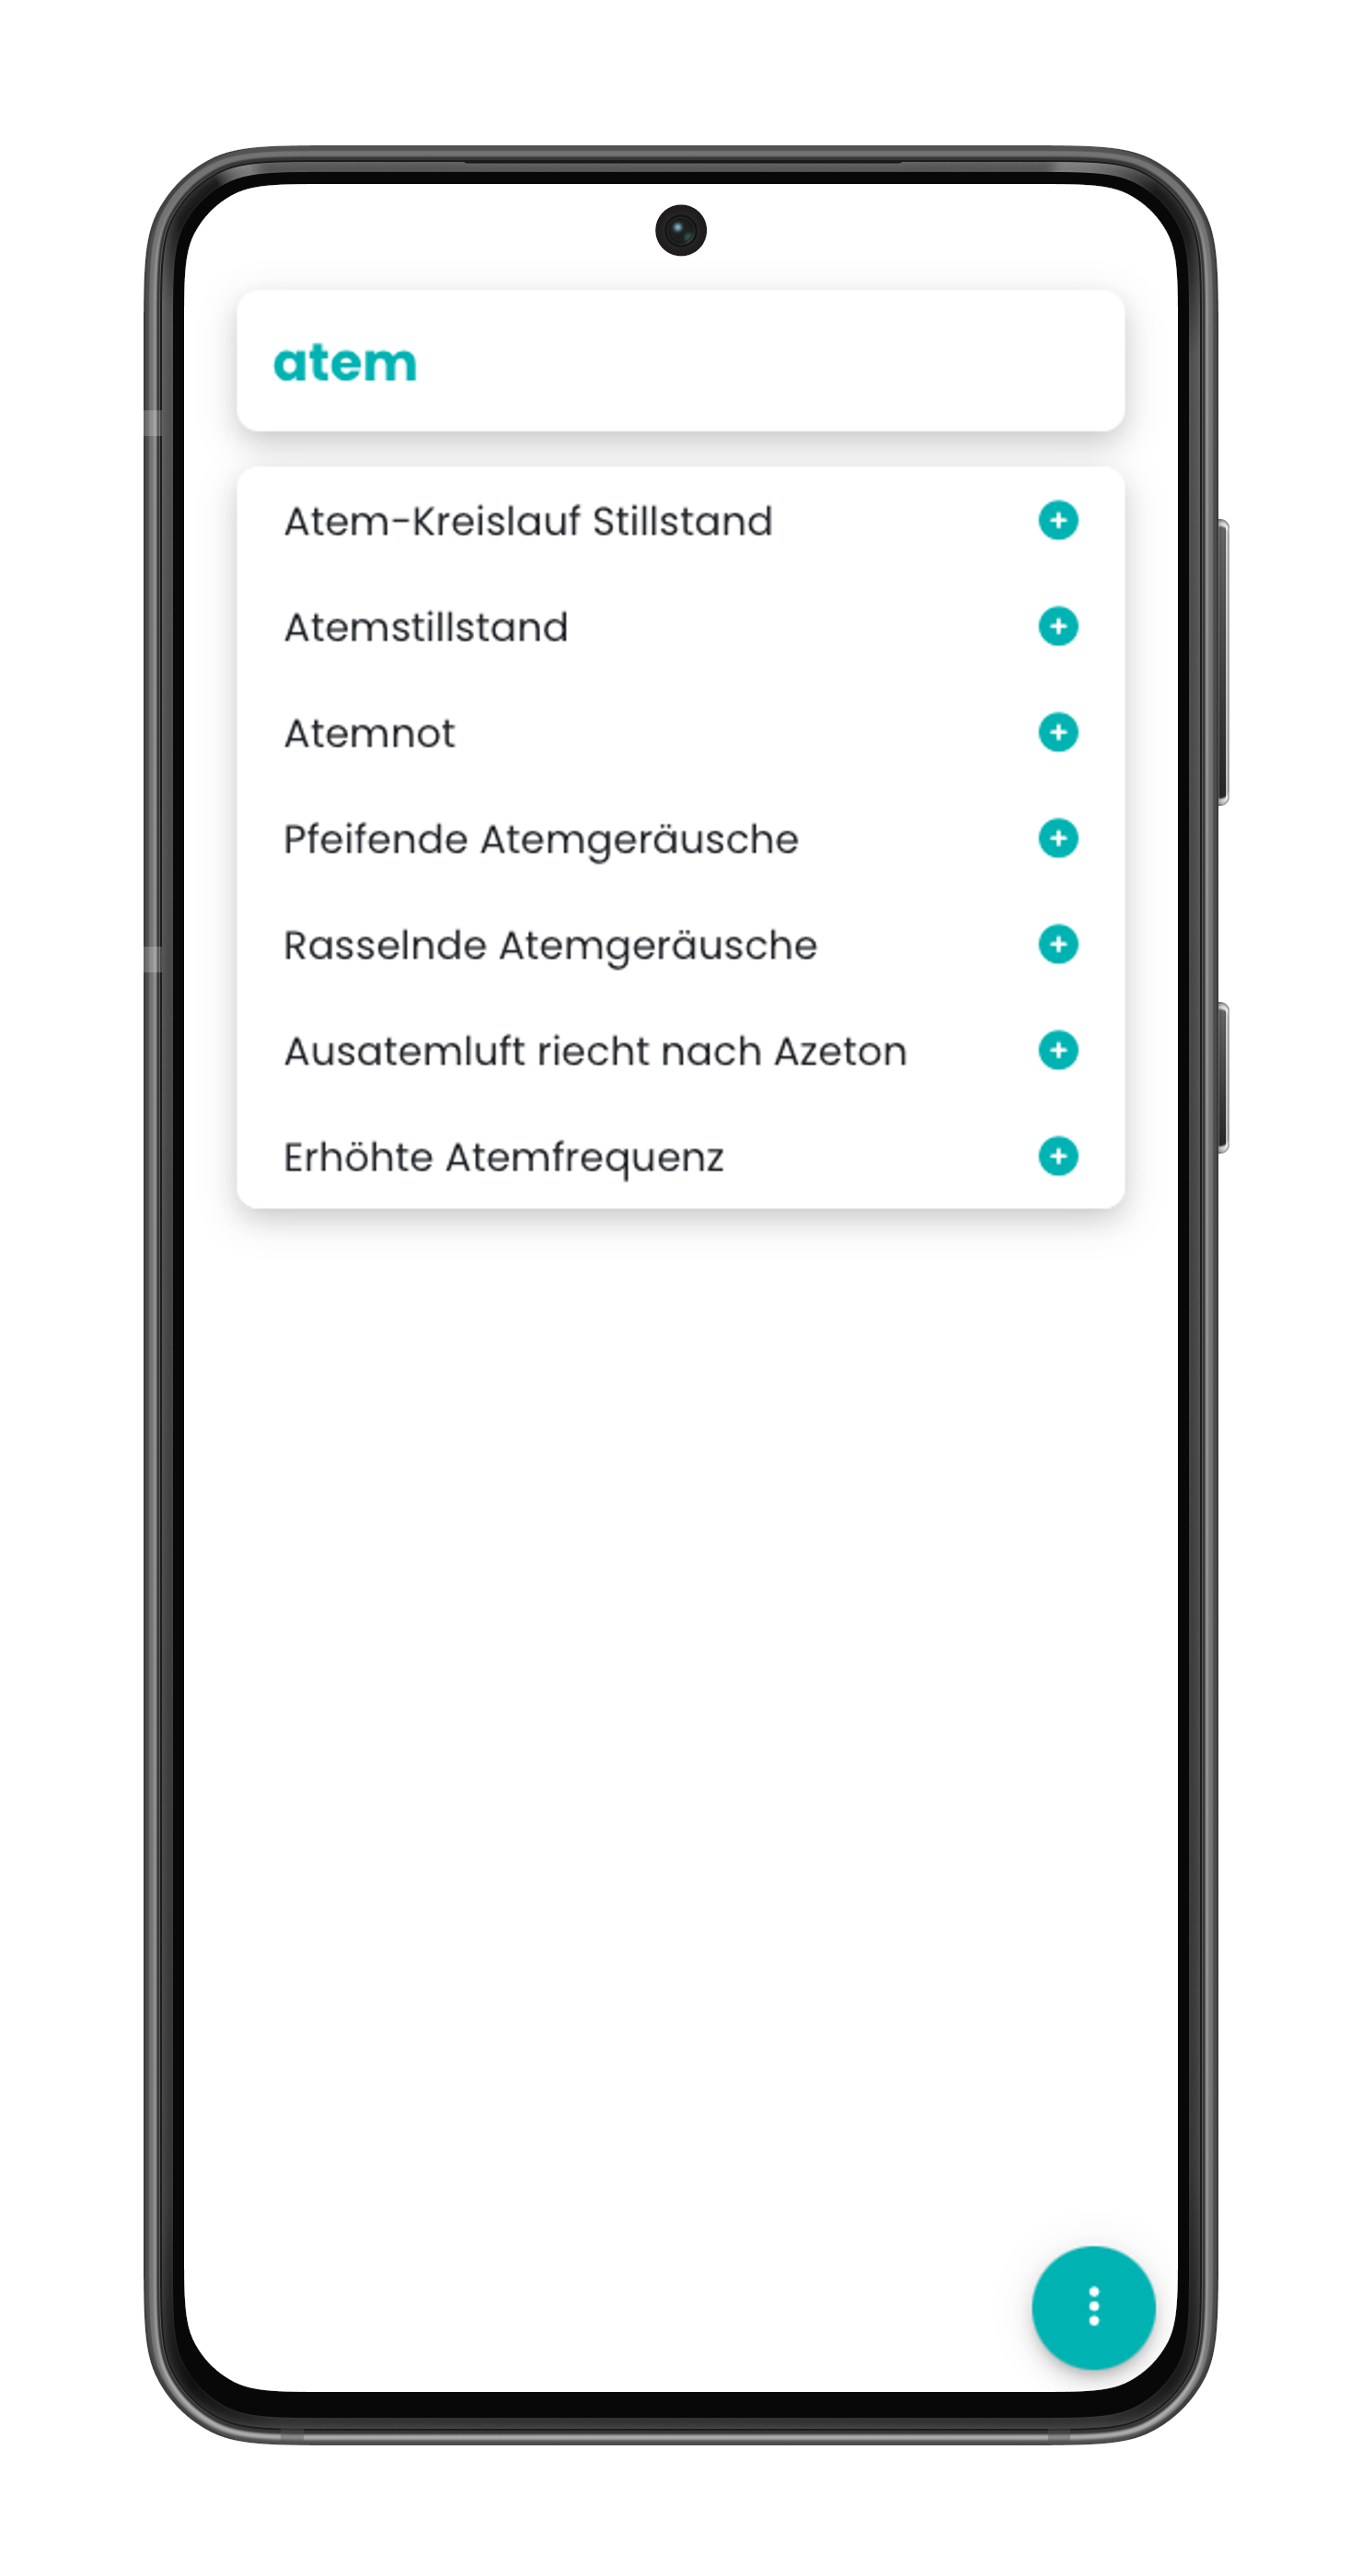 atem
Atem-Kreislauf Stillstand
Atemstillstand
Atemnot
Pfeifende Atemgeräusche
Rasselnde Atemgeräusche
Ausatemluft riecht nach Azeton
Erhöhte Atemfrequenz